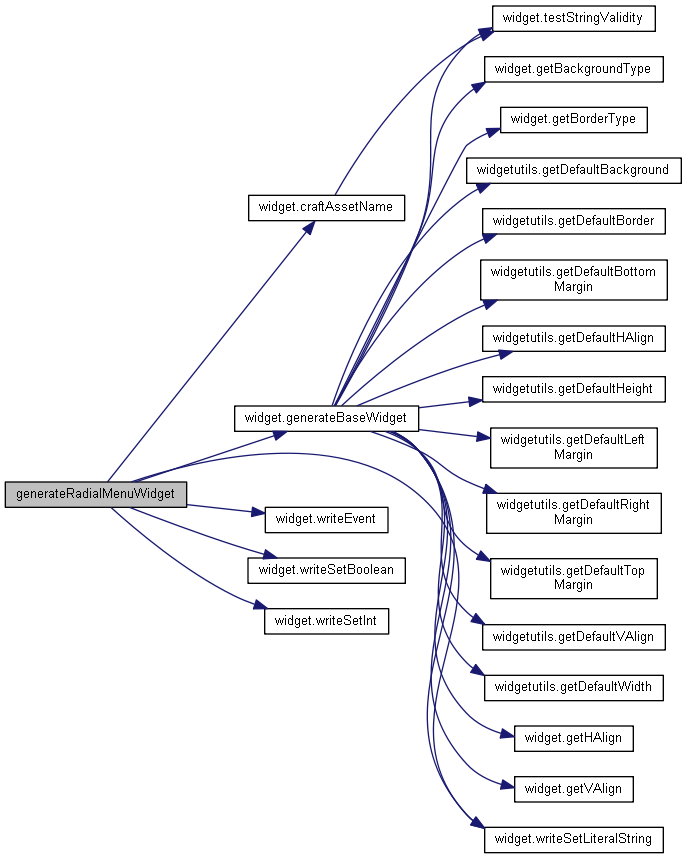 widget.testStringValidity
widget.getBackgroundType
widget.getBorderType
widgetutils.getDefaultBackground
widget.craftAssetName
widgetutils.getDefaultBorder
widgetutils.getDefaultBottom
Margin
widgetutils.getDefaultHAlign
widgetutils.getDefaultHeight
widget.generateBaseWidget
widgetutils.getDefaultLeft
Margin
generateRadialMenuWidget
widgetutils.getDefaultRight
Margin
widget.writeEvent
widget.writeSetBoolean
widgetutils.getDefaultTop
Margin
widget.writeSetInt
widgetutils.getDefaultVAlign
widgetutils.getDefaultWidth
widget.getHAlign
widget.getVAlign
widget.writeSetLiteralString